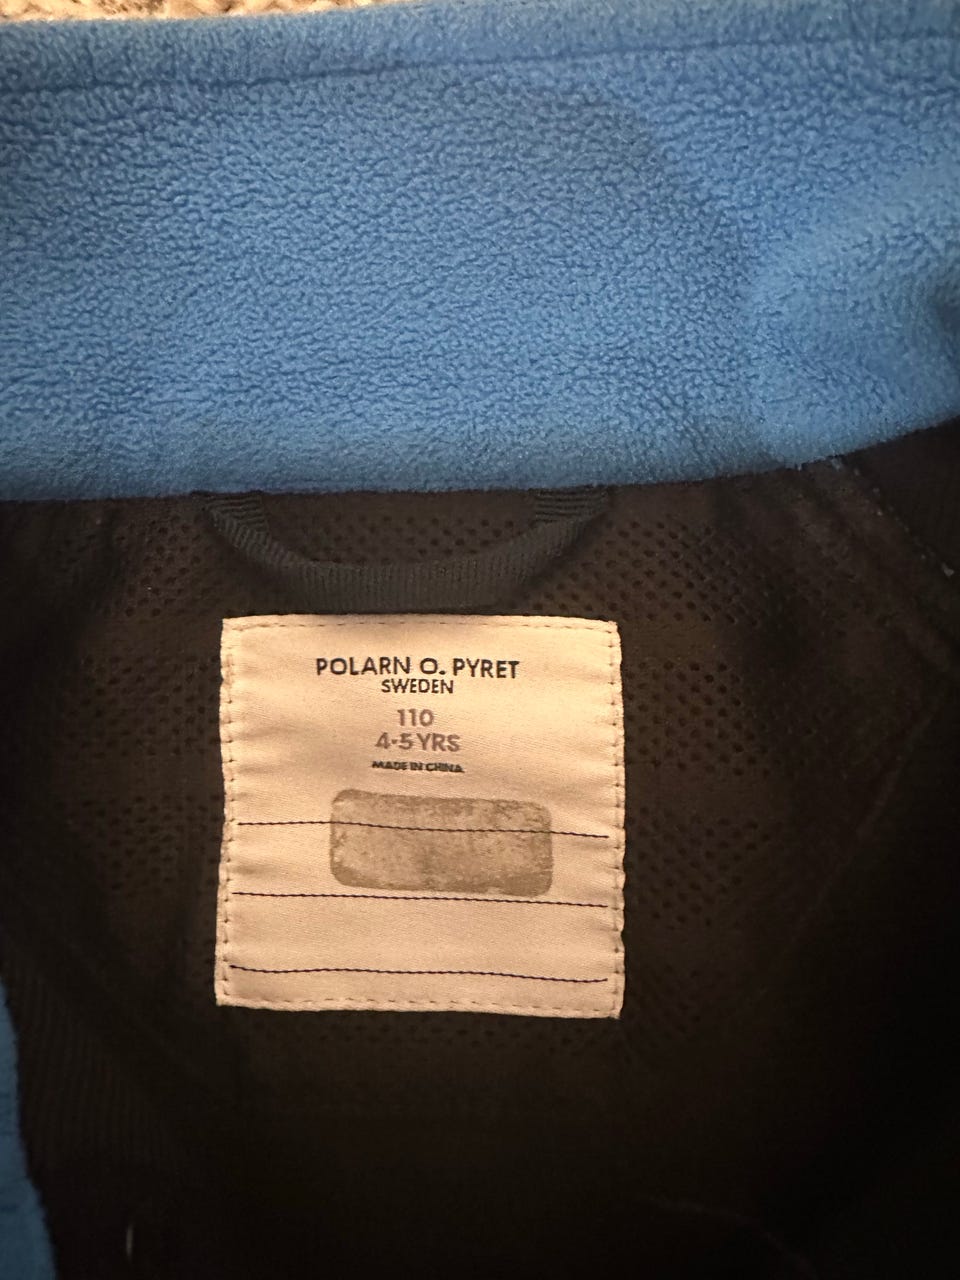 POLARN O. PYRET
SWEDEN
110
4-5 YRS
MADE IN CHINA